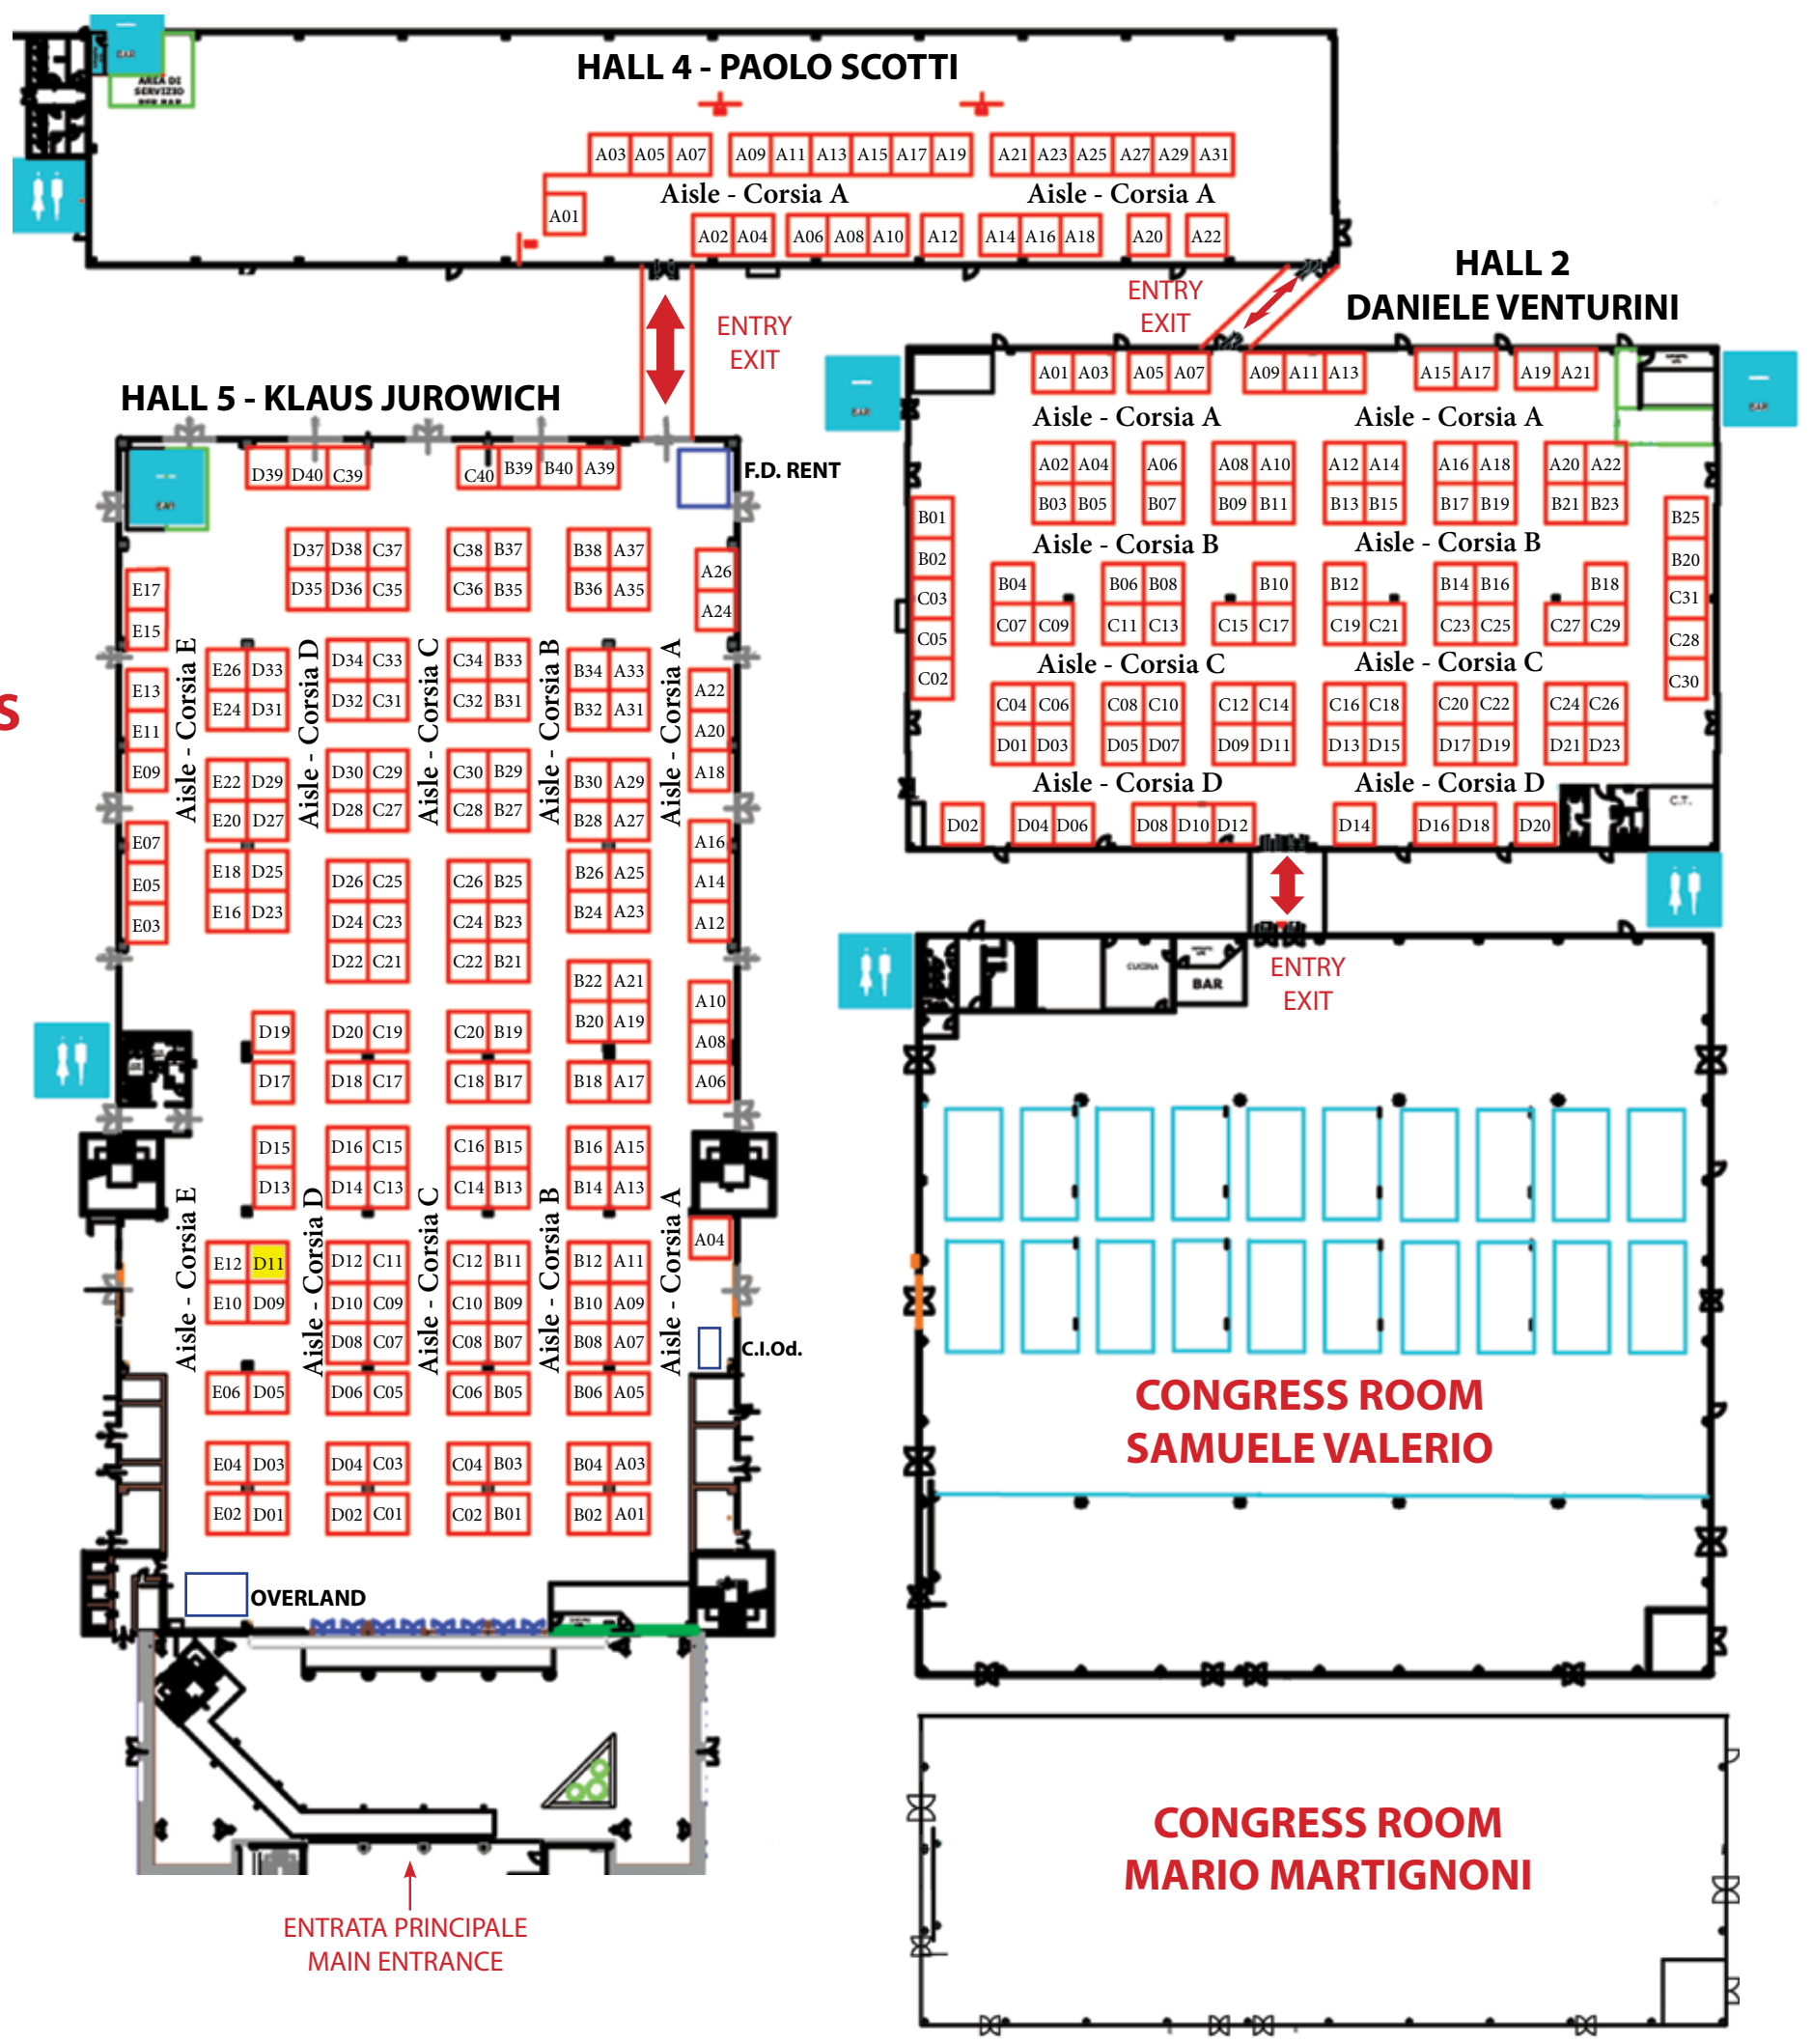 BAR
AREA DI
SERVIZIO
PER BAR
HALL 4 - PAOLO SCOTTI
A03 A05 A07 A09 A11 A13 A15 A17 A19 A21 A23 A25 A27 A29 A31
Aisle - Corsia A Aisle - Corsia A
A01
A02 A04 A06 A08 A10 A12 A14 A16 A18 A20 A22
ENTRY
EXIT
ENTRY
EXIT
HALL 2
DANIELE VENTURINI
BAR
BAR
A01 A03 A05 A07 A09 A11 A13 A15 A17 A19 A21
Aisle - Corsia A Aisle - Corsia A
A02 A04 A06 A08 A10 A12 A14 A16 A18 A20 A22
B03 B05 B07 B09 B11 B13 B15 B17 B19 B21 B23
B01 B25
Aisle - Corsia B Aisle - Corsia B
B02 B20
B04 B06 B08 B10 B12 B14 B16 B18
C03 C31
C07 C09 C11 C13 C15 C17 C19 C21 C23 C25 C27 C29
C05 C28
Aisle - Corsia C Aisle - Corsia C
C02 C30
C04 C06 C08 C10 C12 C14 C16 C18 C20 C22 C24 C26
D01 D03 D05 D07 D09 D11 D13 D15 D17 D19 D21 D23
Aisle - Corsia D Aisle - Corsia D
C.T.
D02 D04 D06 D08 D10 D12 D14 D16 D18 D20
HALL 5 - KLAUS JUROWICH
BAR
D39 D40 C39 C40 B39 B40 A39
F.D. RENT
D37 D38 C37 C38 B37 B38 A37
D35 D36 C35 C36 B35 B36 A35
A26
A24
E17
E15
S
Aisle - Corsia E Aisle - Corsia D Aisle - Corsia C Aisle - Corsia B Aisle - Corsia A
E26 D33 D34 C33 C34 B33 B34 A33
E24 D31 D32 C31 C32 B31 B32 A31
E13 A22
E11 A20
E09 A18
E22 D29 D30 C29 C30 B29 B30 A29
E20 D27 D28 C27 C28 B27 B28 A27
E07 A16
E05 A14
E03 A12
E18 D25 D26 C25 C26 B25 B26 A25
E16 D23 D24 C23 C24 B23 B24 A23
D22 C21 C22 B21 B22 A21
B20 A19
A10
A08
A06
D19 D20 C19 C20 B19
D17 D18 C17 C18 B17 B18 A17
D15 D16 C15 C16 B15 B16 A15
D13 D14 C13 C14 B13 B14 A13
Aisle - Corsia E Aisle - Corsia D Aisle - Corsia C Aisle - Corsia B Aisle - Corsia A
A04
E12 D11 D12 C11 C12 B11 B12 A11
E10 D09 D10 C09 C10 B09 B10 A09
D08 C07 C08 B07 B08 A07
C.I.Od.
E06 D05 D06 C05 C06 B05 B06 A05
E04 D03 D04 C03 C04 B03 B04 A03
E02 D01 D02 C01 C02 B01 B02 A01
OVERLAND
ENTRATA PRINCIPALE
MAIN ENTRANCE
CUCINA
BAR
ENTRY
EXIT
CONGRESS ROOM
SAMUELE VALERIO
CONGRESS ROOM
MARIO MARTIGNONI